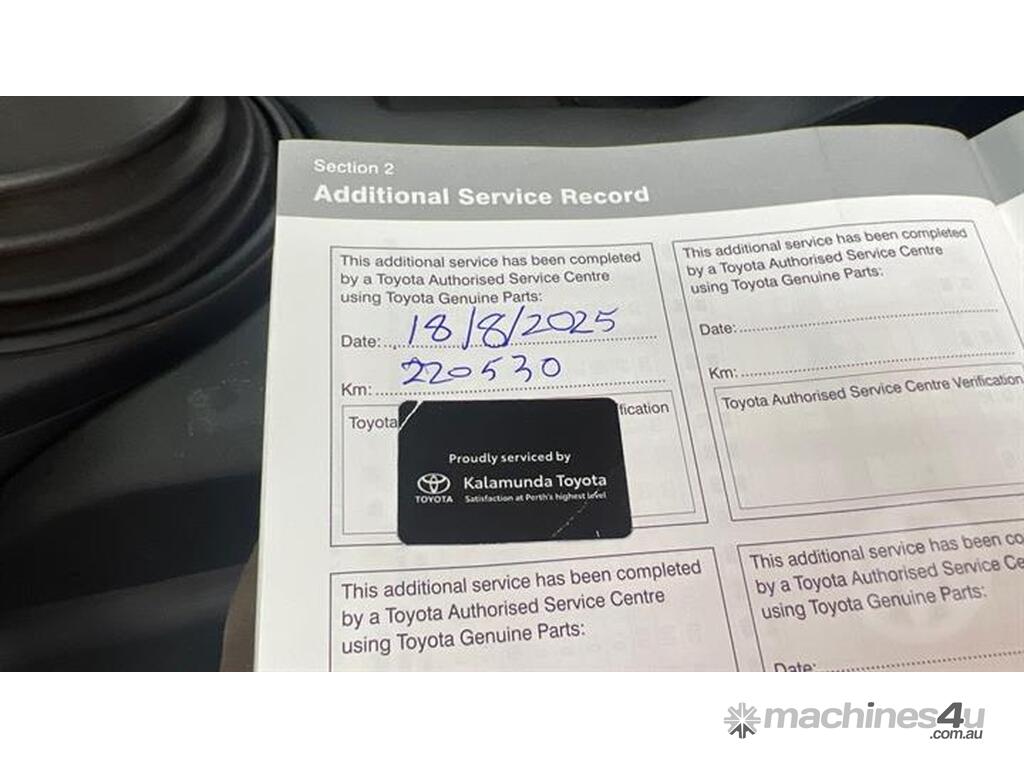 Section 2
Additional Service Record
This additional service has been completed
by a Toyota Authorised Service Centre
using Toyota Genuine Parts:
Date: 18/8/2025
Km: 220530
Toyota
fication
Proudly serviced by
TOYOTA
Kalamunda Toyota
Satisfaction at Perth's highest level
This additional service has been completed
by a Toyota Authorised Service Centre
using Toyota Genuine Parts:
Date:
Km:
Toyota Authorised Service Centre Verification
This additional service has been completed
by a Toyota Authorised Service Centre
using Toyota Genuine Parts:
This additional service has been co
by a Toyota Authorised Service Ce
using Toyota Genuine Parts:
Date:
machines4u
.com.au